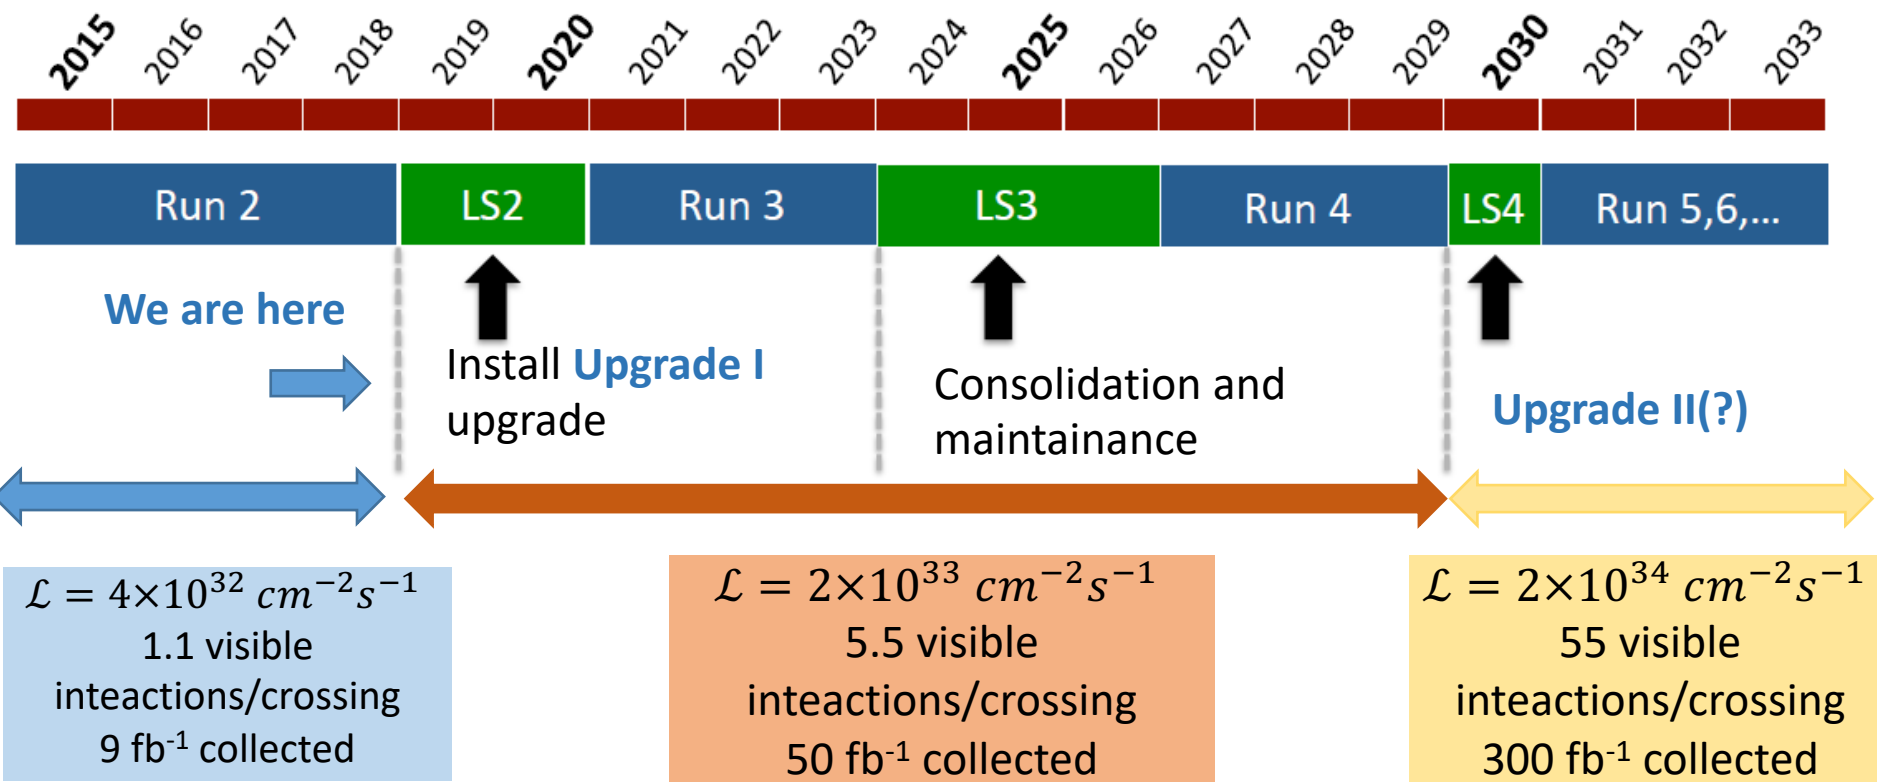 2015 2016 2017 2018 2019 2020 2021 2022 2023 2024 2025 2026 2027 2028 2029 2030 2031 2032 2033
Run 2 LS2 Run 3 LS3 Run 4 LS4 Run 5,6,...
We are here
Install Upgrade I
upgrade
Consolidation and
maintainance
Upgrade II(?)
ℒ = 4×10³² cm⁻²s⁻¹
1.1 visible
inteactions/crossing
9 fb⁻¹ collected
ℒ = 2×10³³ cm⁻²s⁻¹
5.5 visible
inteactions/crossing
50 fb⁻¹ collected
ℒ = 2×10³⁴ cm⁻²s⁻¹
55 visible
inteactions/crossing
300 fb⁻¹ collected